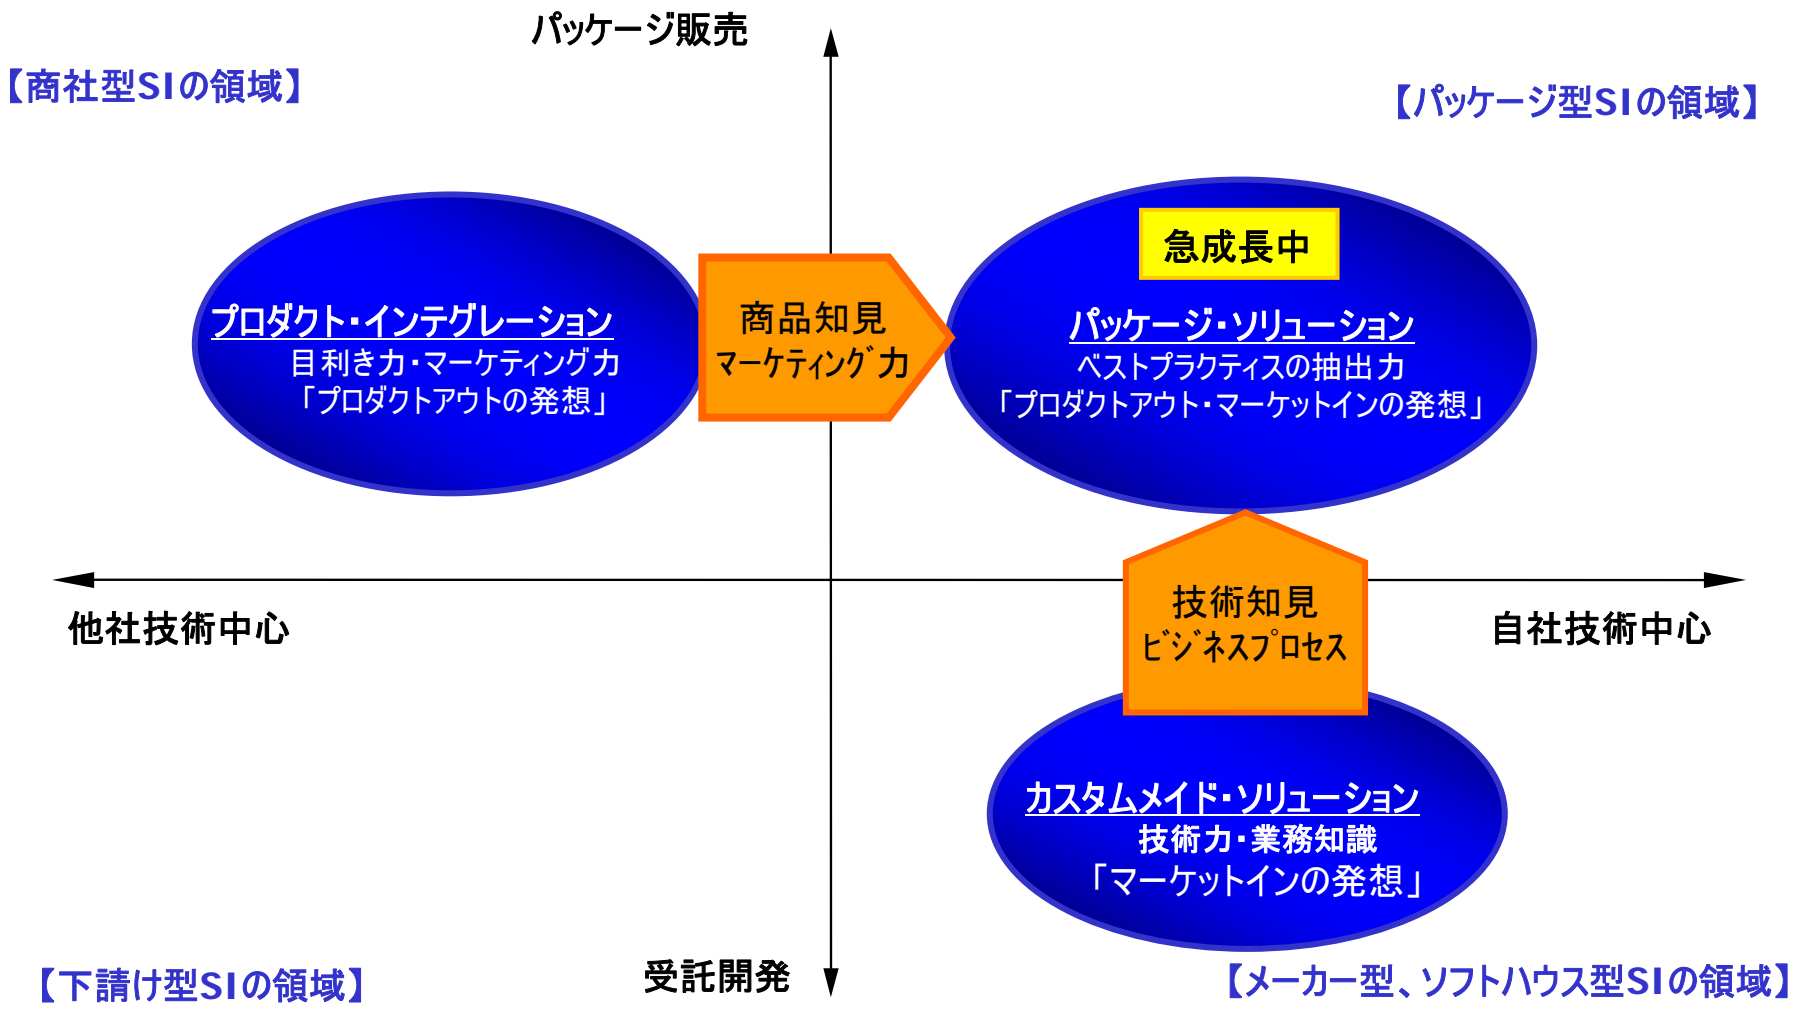 パッケージ販売
【商社型SIの領域】
【パッケージ型SIの領域】
急成長中
プロダクト・インテグレーション
目利き力・マーケティング力
「プロダクトアウトの発想」
商品知見
マーケティング力
パッケージ・ソリューション
ベストプラクティスの抽出力
「プロダクトアウト・マーケットインの発想」
他社技術中心
技術知見
ビジネスプロセス
自社技術中心
カスタムメイド・ソリューション
技術力・業務知識
「マーケットインの発想」
【下請け型SIの領域】
受託開発
【メーカー型、ソフトハウス型SIの領域】